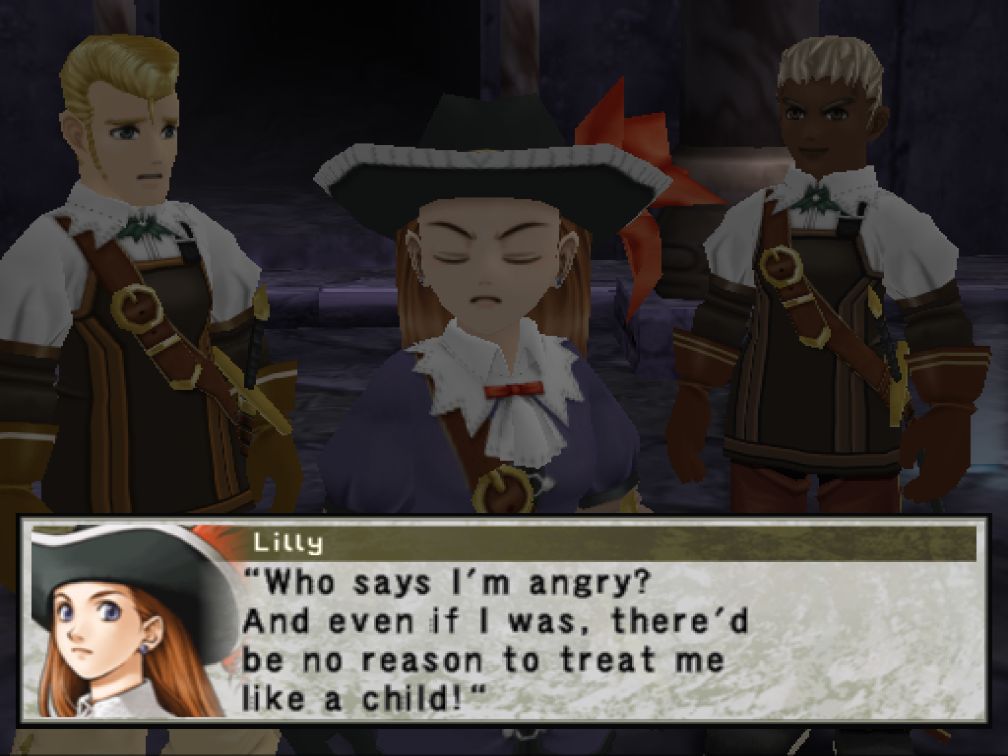 Lilly
“Who says I'm angry?
And even if I was, there'd
be no reason to treat me
like a child!“